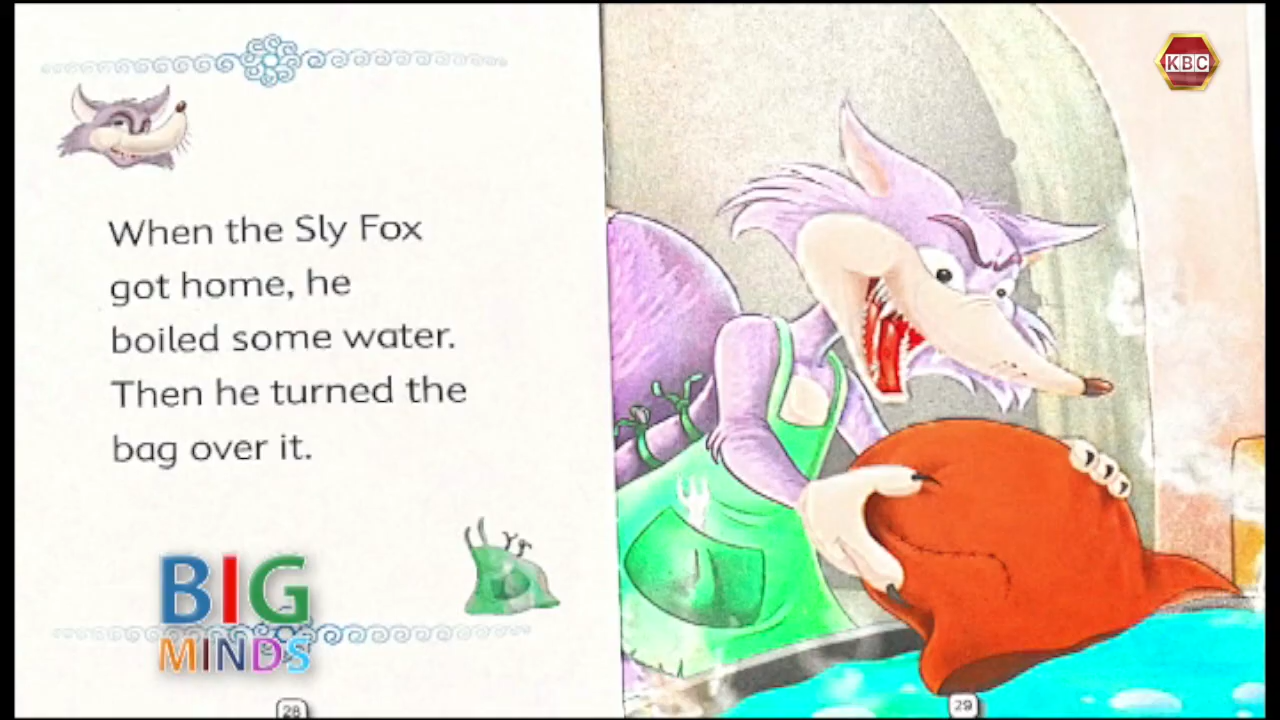 KBC
When the Sly Fox
got home, he
boiled some water.
Then he turned the
bag over it.
BIG
MINDS
28
29